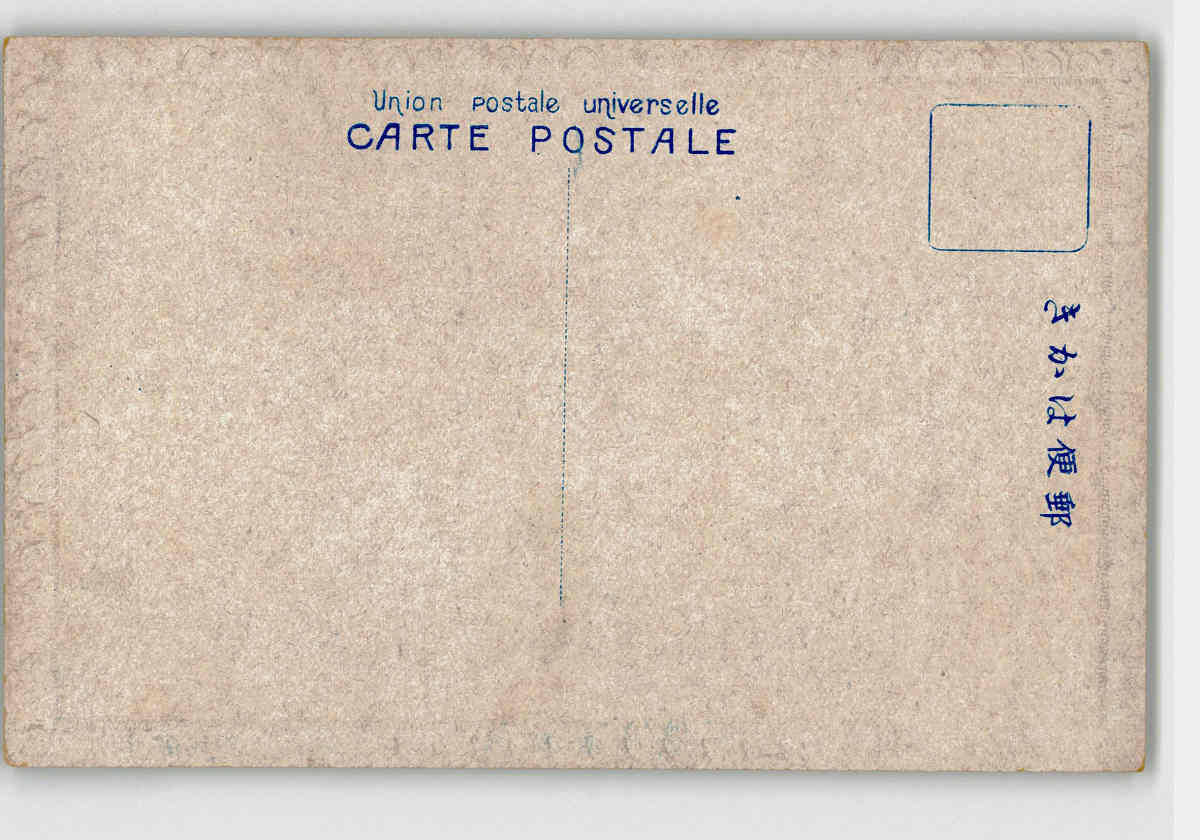 Union postale universelle
CARTE POSTALE
郵便はかき